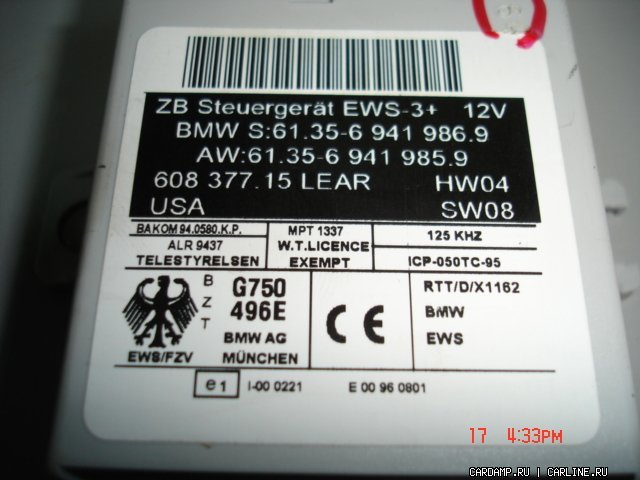 ZB Steuergerät EWS-3+ 12V
BMW S:61.35-6 941 986.9
AW:61.35-6 941 985.9
608 377.15 LEAR HW04
USA SW08
BAKOM 94.0580.K.P.
ALR 9437
TELESTYRELSEN
MPT 1337
W.T.LICENCE
EXEMPT
125 KHZ
ICP-050TC-95
EWS/FZV
BZT
G750
496E
BMW AG
MÜNCHEN
CE
RTT/D/X1162
BMW
EWS
e1 I-00 0221 E 00 96 0801
17 4:33PM
CARDAMP.RU | CARLINE.RU